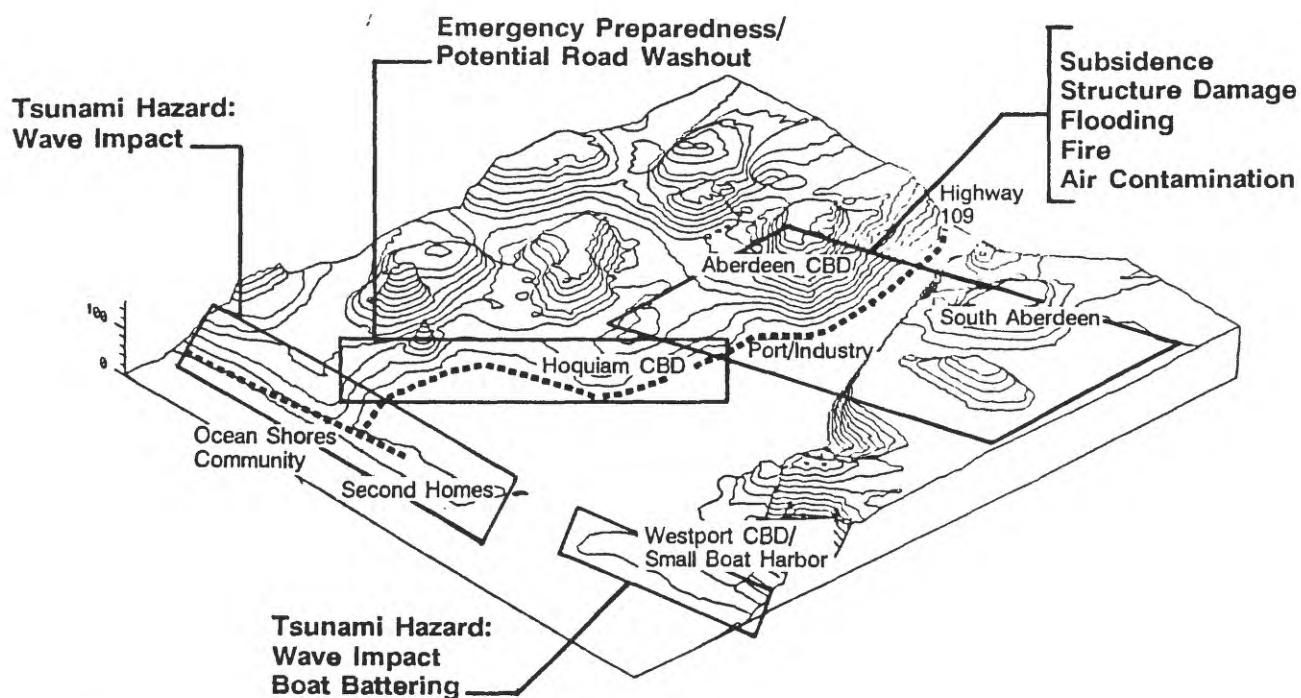 Emergency Preparedness/
Potential Road Washout
Subsidence
Structure Damage
Flooding
Fire
Air Contamination
Tsunami Hazard:
Wave Impact
Highway
109
Aberdeen CBD
South Aberdeen
100
0
Port/Industry
Hoquiam CBD
Ocean Shores
Community
Second Homes
Westport CBD/
Small Boat Harbor
Tsunami Hazard:
Wave Impact
Boat Battering